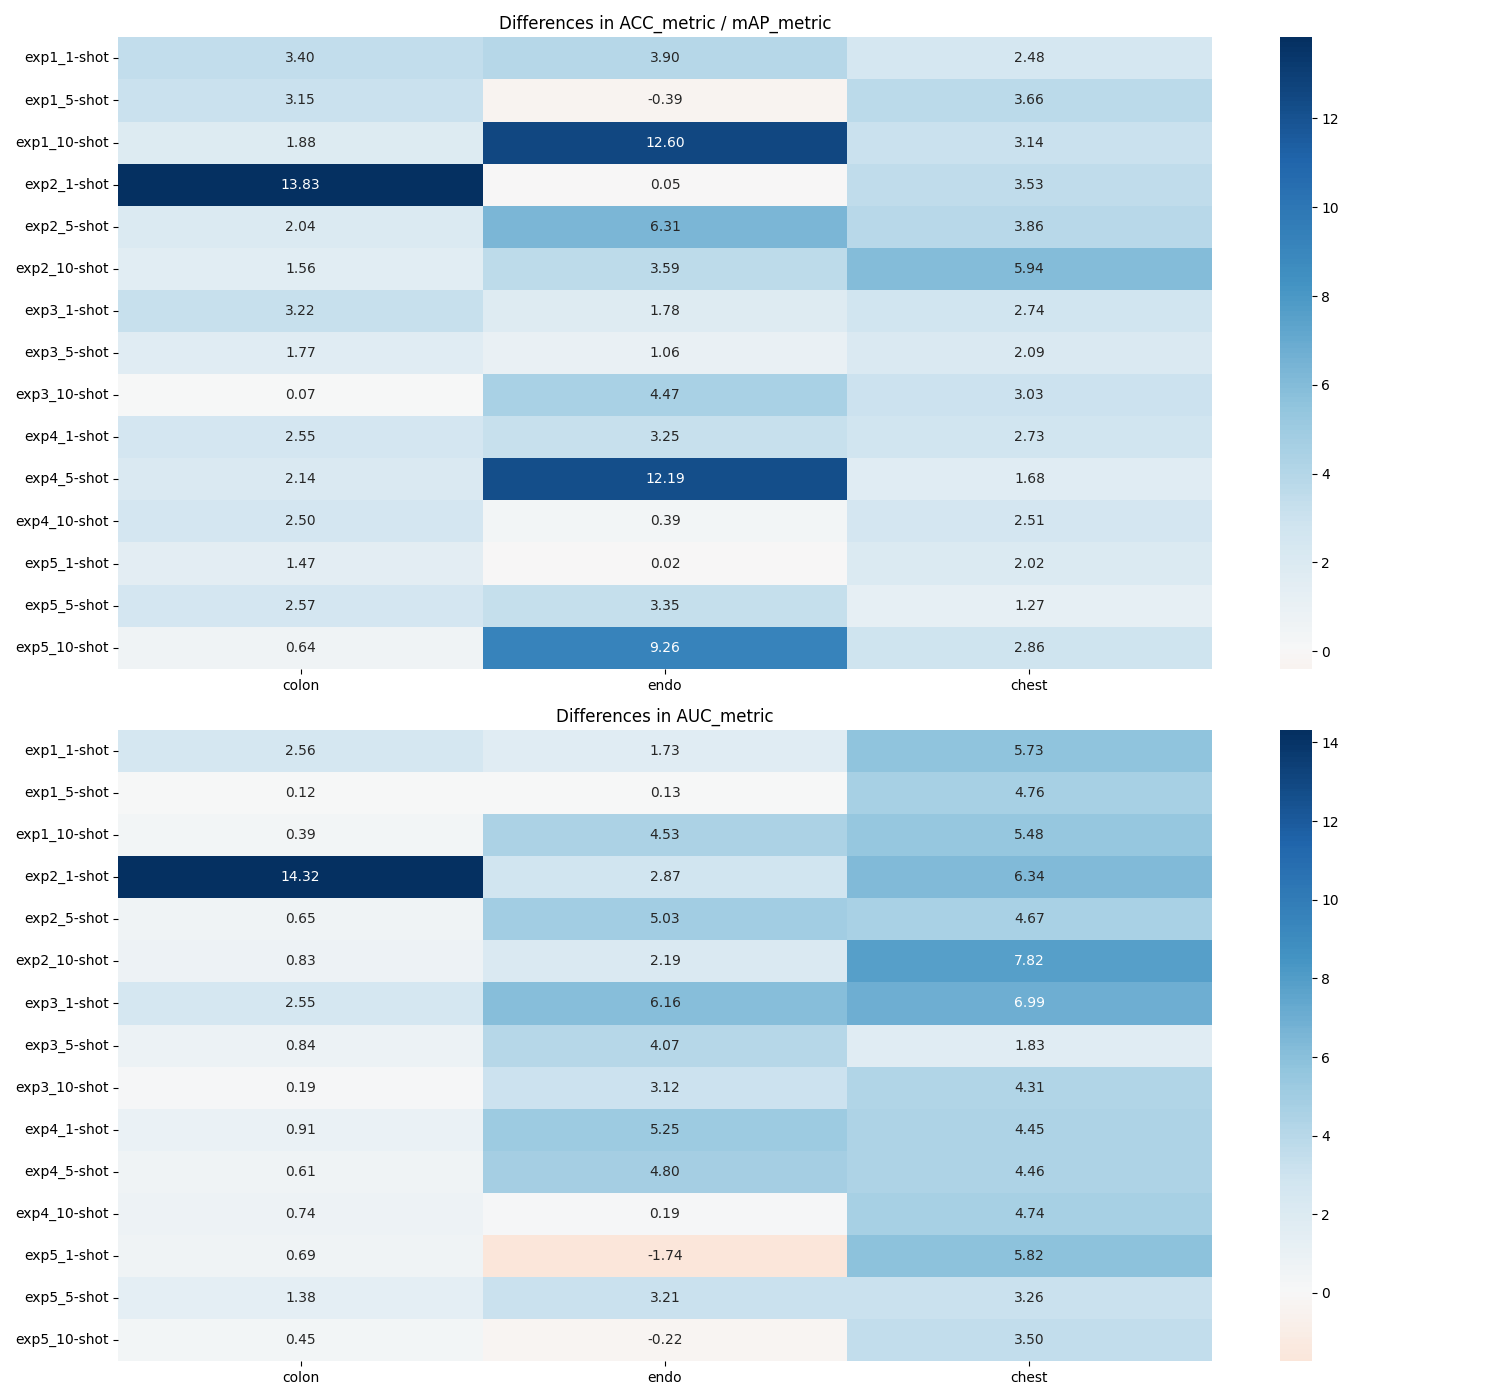 Differences in ACC_metric / mAP_metric
exp1_1-shot 3.40 3.90 2.48
exp1_5-shot 3.15 -0.39 3.66
12
exp1_10-shot 1.88 12.60 3.14
exp2_1-shot 13.83 0.05 3.53
10
exp2_5-shot 2.04 6.31 3.86
exp2_10-shot 1.56 3.59 5.94
8
exp3_1-shot 3.22 1.78 2.74
exp3_5-shot 1.77 1.06 2.09
6
exp3_10-shot 0.07 4.47 3.03
exp4_1-shot 2.55 3.25 2.73
4
exp4_5-shot 2.14 12.19 1.68
exp4_10-shot 2.50 0.39 2.51
exp5_1-shot 1.47 0.02 2.02 2
exp5_5-shot 2.57 3.35 1.27
exp5_10-shot 0.64 9.26 2.86 0
colon endo chest
Differences in AUC_metric
exp1_1-shot 2.56 1.73 5.73 14
exp1_5-shot 0.12 0.13 4.76
12
exp1_10-shot 0.39 4.53 5.48
exp2_1-shot 14.32 2.87 6.34
10
exp2_5-shot 0.65 5.03 4.67
exp2_10-shot 0.83 2.19 7.82
8
exp3_1-shot 2.55 6.16 6.99
exp3_5-shot 0.84 4.07 1.83
6
exp3_10-shot 0.19 3.12 4.31
exp4_1-shot 0.91 5.25 4.45
4
exp4_5-shot 0.61 4.80 4.46
exp4_10-shot 0.74 0.19 4.74
2
exp5_1-shot 0.69 -1.74 5.82
exp5_5-shot 1.38 3.21 3.26
0
exp5_10-shot 0.45 -0.22 3.50
colon endo chest